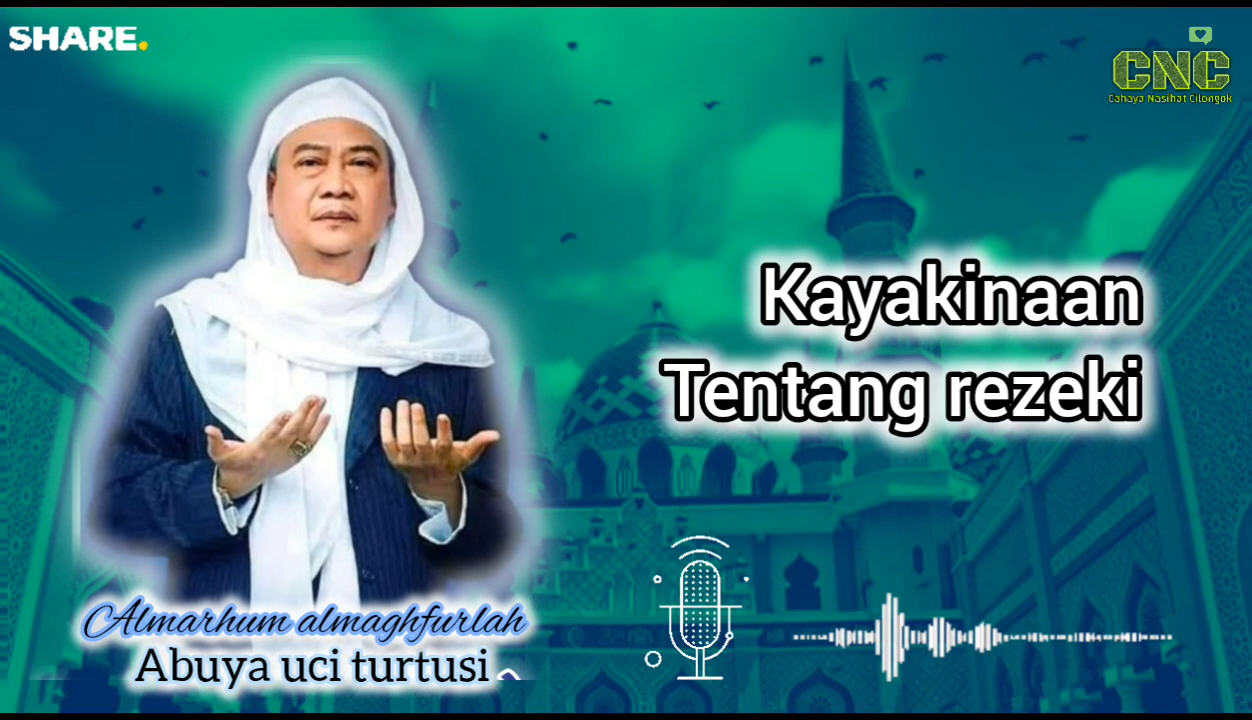 SHARE.
CNC
Cahaya Nasihat Cilongok
Kayakinaan
Tentang rezeki
Almarhum almaghfurlah
Abuya uci turtusi